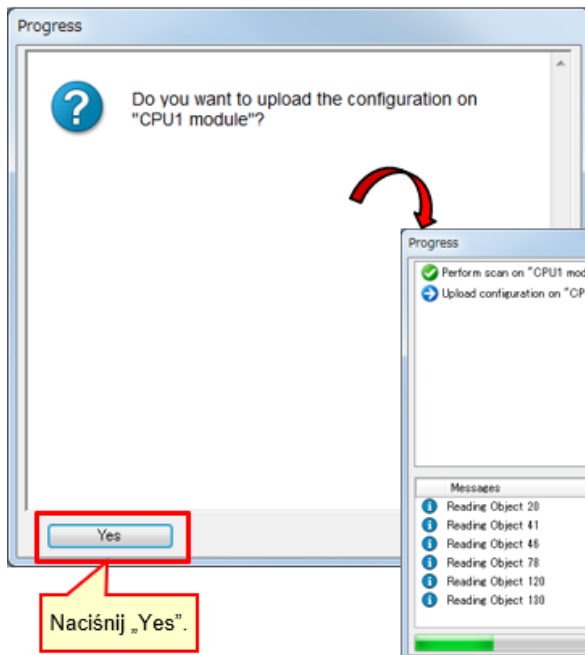 Progress
Do you want to upload the configuration on
"CPU1 module"?
Progress
Perform scan on "CPU1 mod
Upload configuration on "CP
Messages
Reading Object 20
Reading Object 41
Reading Object 46
Reading Object 78
Reading Object 120
Reading Object 130
Yes
Naciśnij „Yes”.